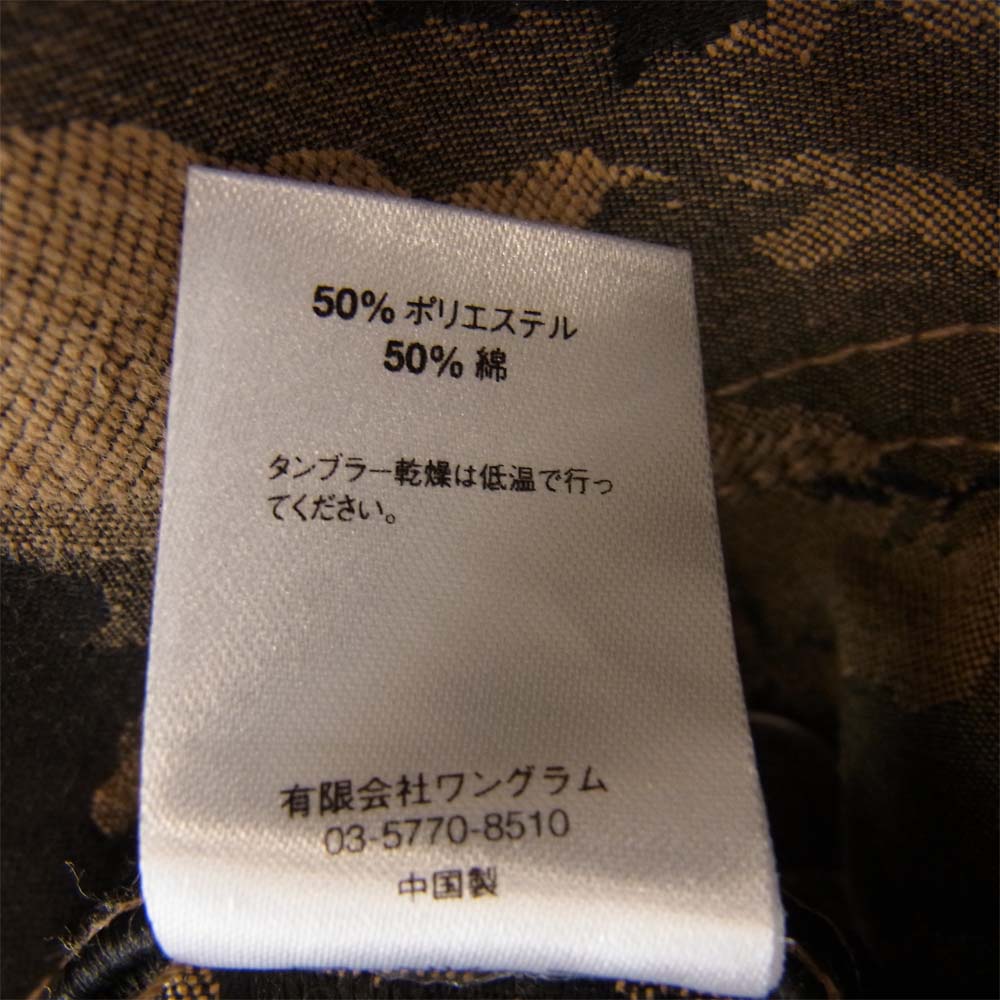 50% ポリエステル
50% 綿
タンブラー乾燥は低温で行っ
てください。
有限会社ワングラム
03-5770-8510
中国製